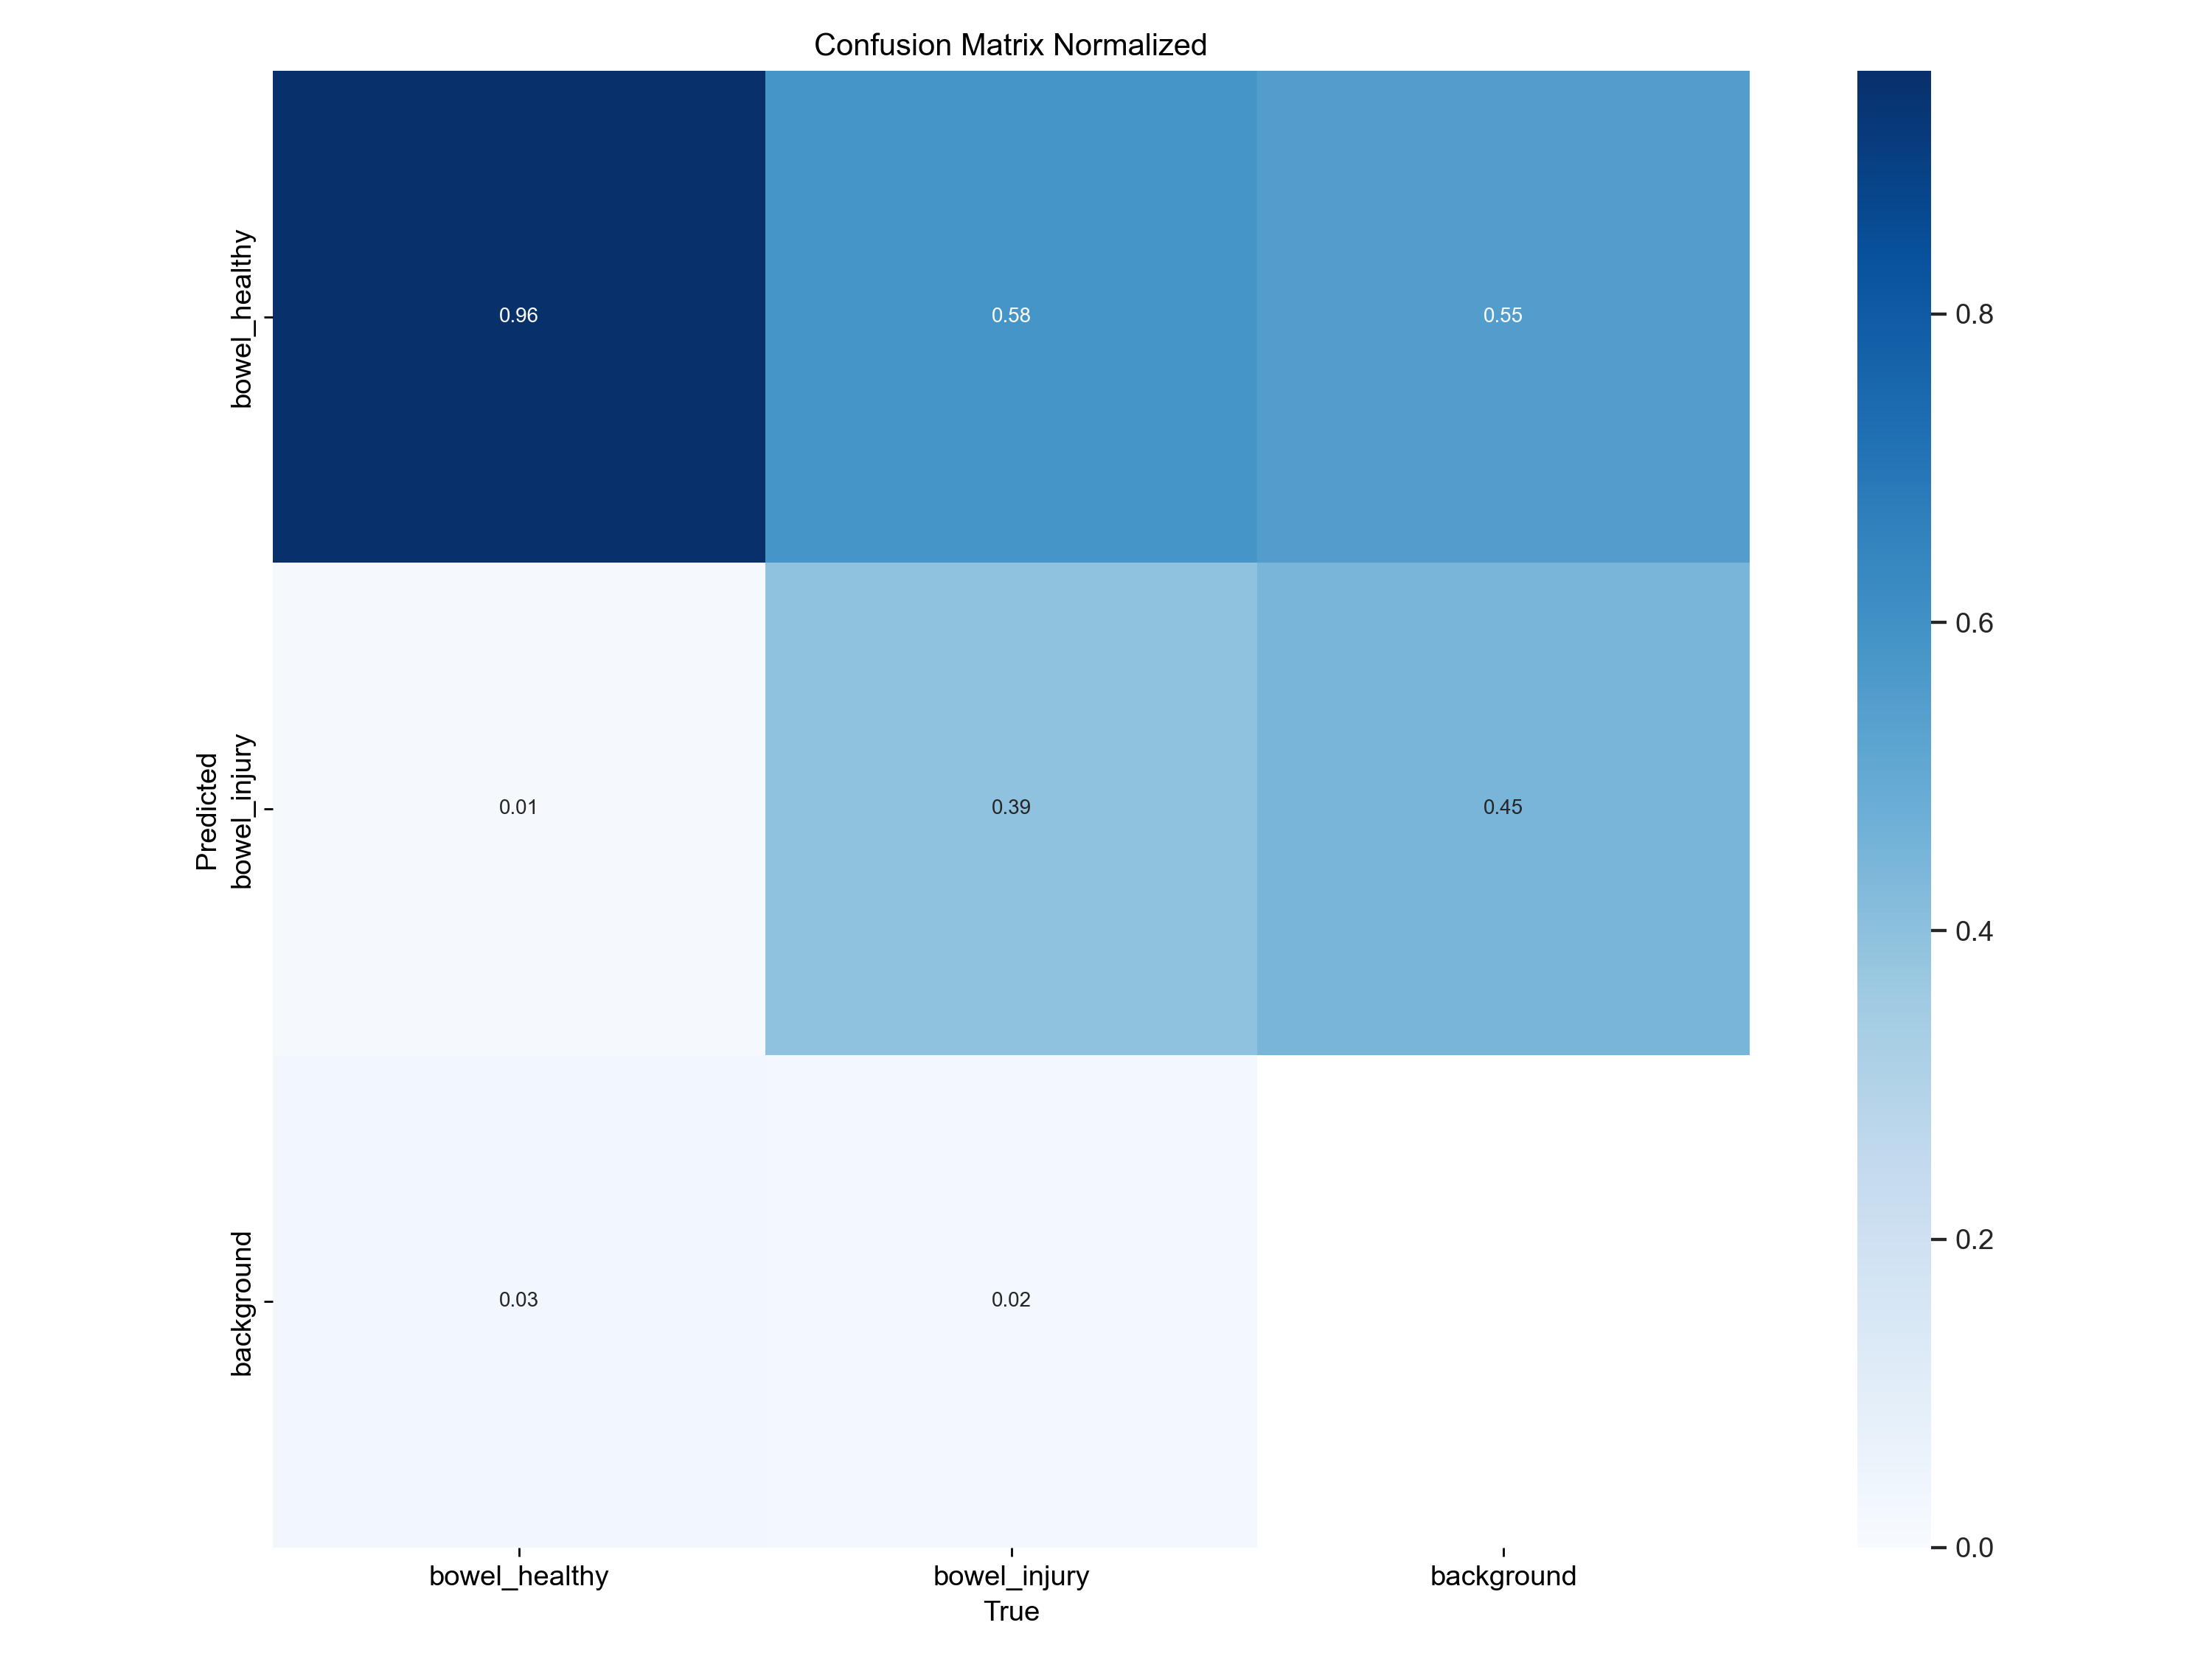 Confusion Matrix Normalized
bowel_healthy
0.96
0.58
0.55
0.8
0.6
Predicted
bowel_injury
0.01
0.39
0.45
0.4
background
0.03
0.02
0.2
0.0
bowel_healthy
bowel_injury
background
True